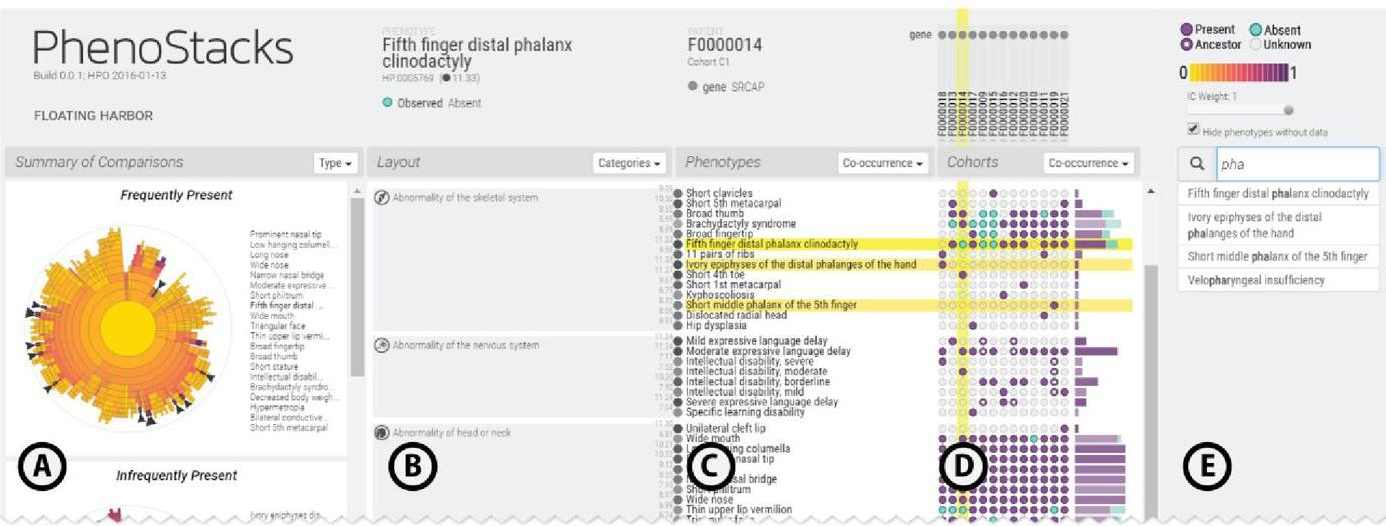 PhenoStacks
Build 0.0.1; HPO 2016-01-13
FLOATING HARBOR
PHENOTYPE
Fifth finger distal phalanx
clinodactyly
HP:0005769 (● 11.33)
Observed Absent
PATIENT
F0000014
Cohort C1
gene SRCAP
gene
F0000018
F0000013
F0000014
F0000017
F0000009
F0000015
F0000016
F0000012
F0000020
F0000010
F0000011
F0000019
F0000021
Present Absent
Ancestor Unknown
0 1
IC Weight: 1
Hide phenotypes without data
Summary of Comparisons
Type
Layout
Categories
Phenotypes
Co-occurrence
Cohorts
Co-occurrence
pha
Fifth finger distal phalanx clinodactyly
Ivory epiphyses of the distal
phalanges of the hand
Short middle phalanx of the 5th finger
Velopharyngeal insufficiency
Frequently Present
Prominent nasal tip
Low hanging columell...
Long nose
Wide nose
Narrow nasal bridge
Moderate expressive ...
Short philtrum
Fifth finger distal ...
Wide mouth
Triangular face
Thin upper lip vermi...
Broad fingertip
Broad thumb
Short stature
Intellectual disabil...
Brachydactyly syndro...
Decreased body weigh...
Hypermetropia
Bilateral conductive...
Short 5th metacarpal
Infrequently Present
Ivory epiphyses dis...
Abnormality of the skeletal system
Abnormality of the nervous system
Abnormality of head or neck
Short clavicles
Short 5th metacarpal
Broad thumb
Brachydactyly syndrome
Broad fingertip
Fifth finger distal phalanx clinodactyly
11 pairs of ribs
Ivory epiphyses of the distal phalanges of the hand
Short 4th toe
Short 1st metacarpal
Kyphoscoliosis
Short middle phalanx of the 5th finger
Dislocated radial head
Hip dysplasia
Mild expressive language delay
Moderate expressive language delay
Intellectual disability, severe
Intellectual disability, moderate
Intellectual disability, borderline
Intellectual disability, mild
Severe expressive language delay
Specific learning disability
Unilateral cleft lip
Wide mouth
columella
nasal tip
bridge
philtrum
Wide nose
Thin upper lip vermilion
A
B
C
D
E